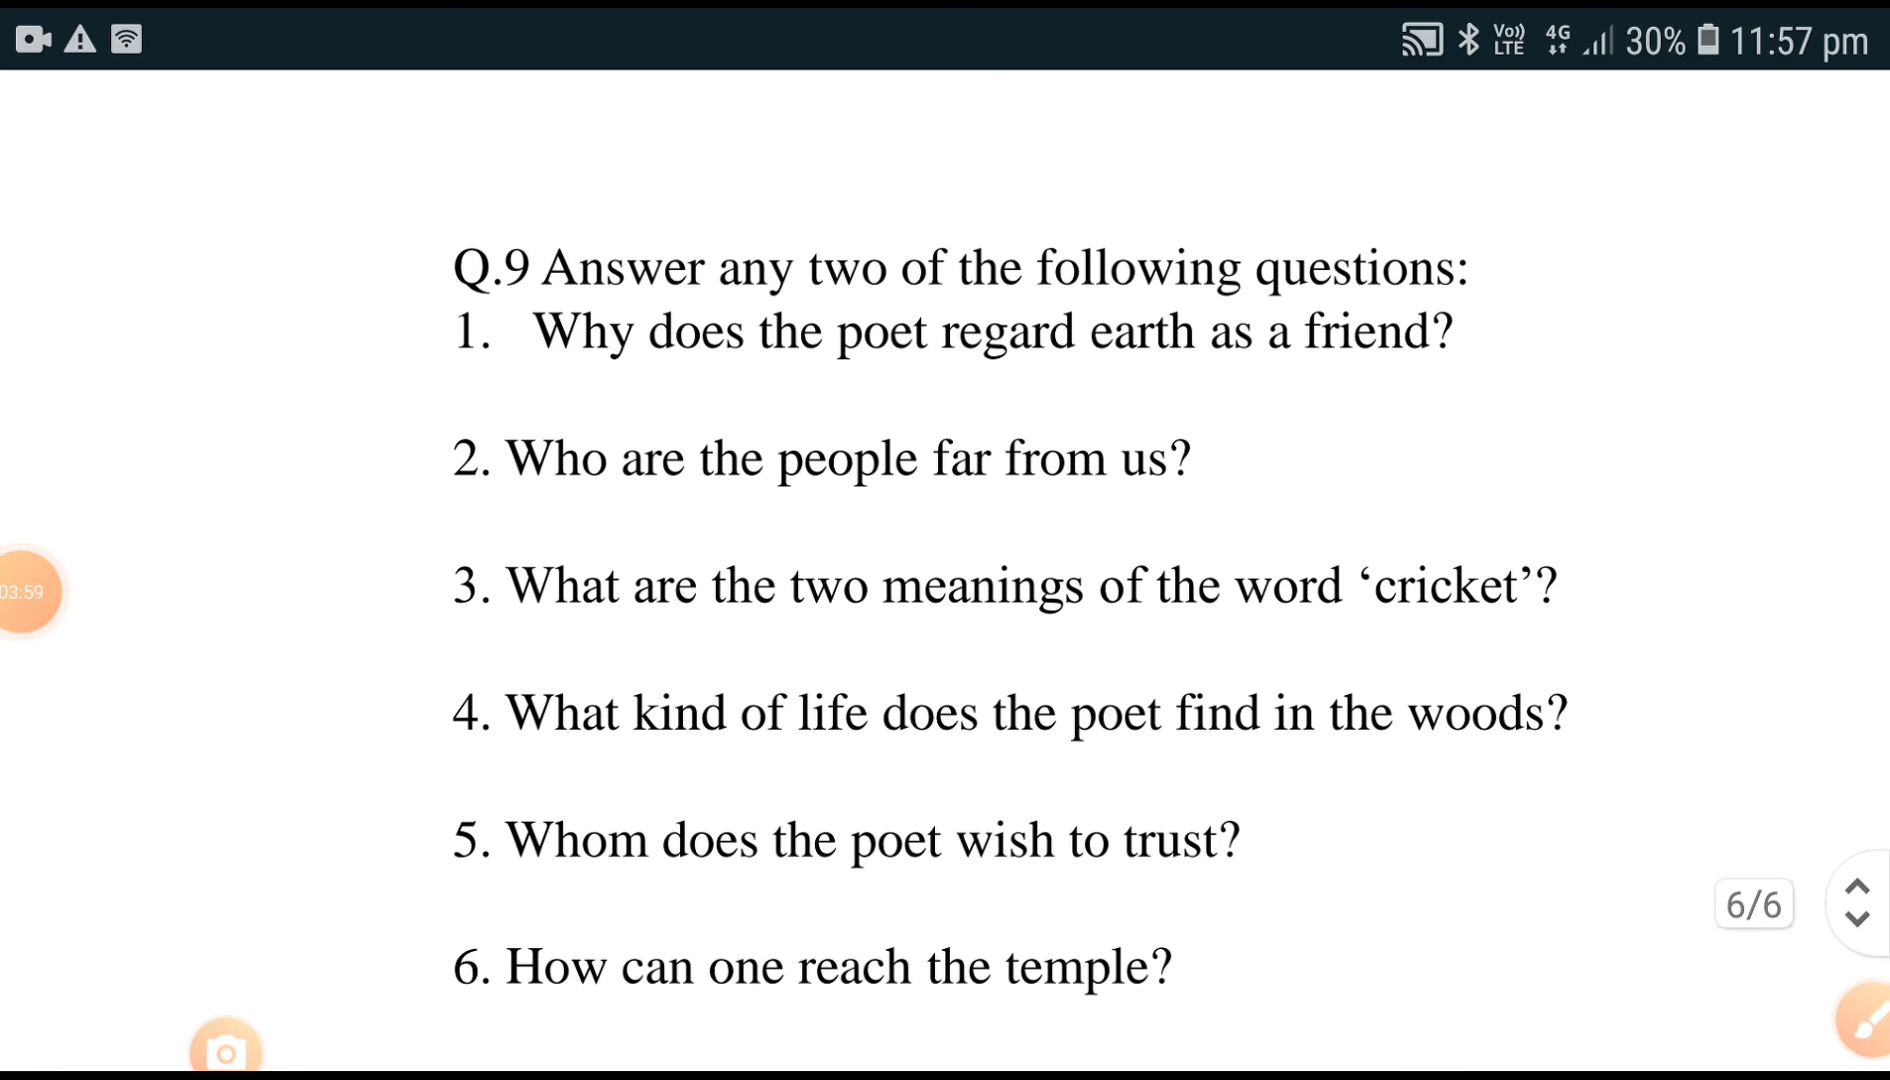 Vo)) LTE 4G 30% 11:57 pm
Q.9 Answer any two of the following questions:
1. Why does the poet regard earth as a friend?
2. Who are the people far from us?
03:59
3. What are the two meanings of the word ‘cricket’?
4. What kind of life does the poet find in the woods?
5. Whom does the poet wish to trust?
6/6
6. How can one reach the temple?